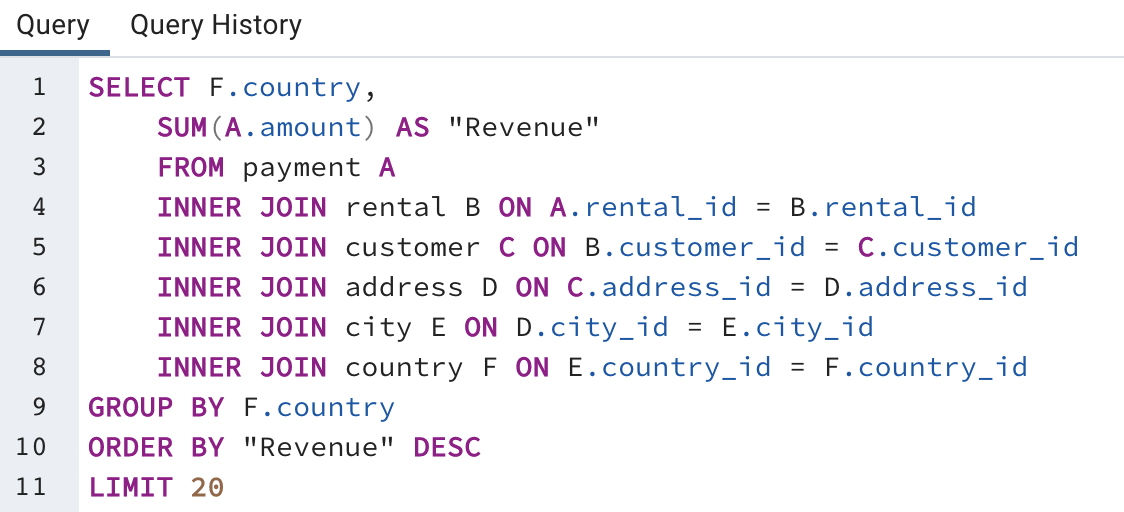 Query Query History
1 SELECT F.country,
2 SUM(A.amount) AS "Revenue"
3 FROM payment A
4 INNER JOIN rental B ON A.rental_id = B.rental_id
5 INNER JOIN customer C ON B.customer_id = C.customer_id
6 INNER JOIN address D ON C.address_id = D.address_id
7 INNER JOIN city E ON D.city_id = E.city_id
8 INNER JOIN country F ON E.country_id = F.country_id
9 GROUP BY F.country
10 ORDER BY "Revenue" DESC
11 LIMIT 20